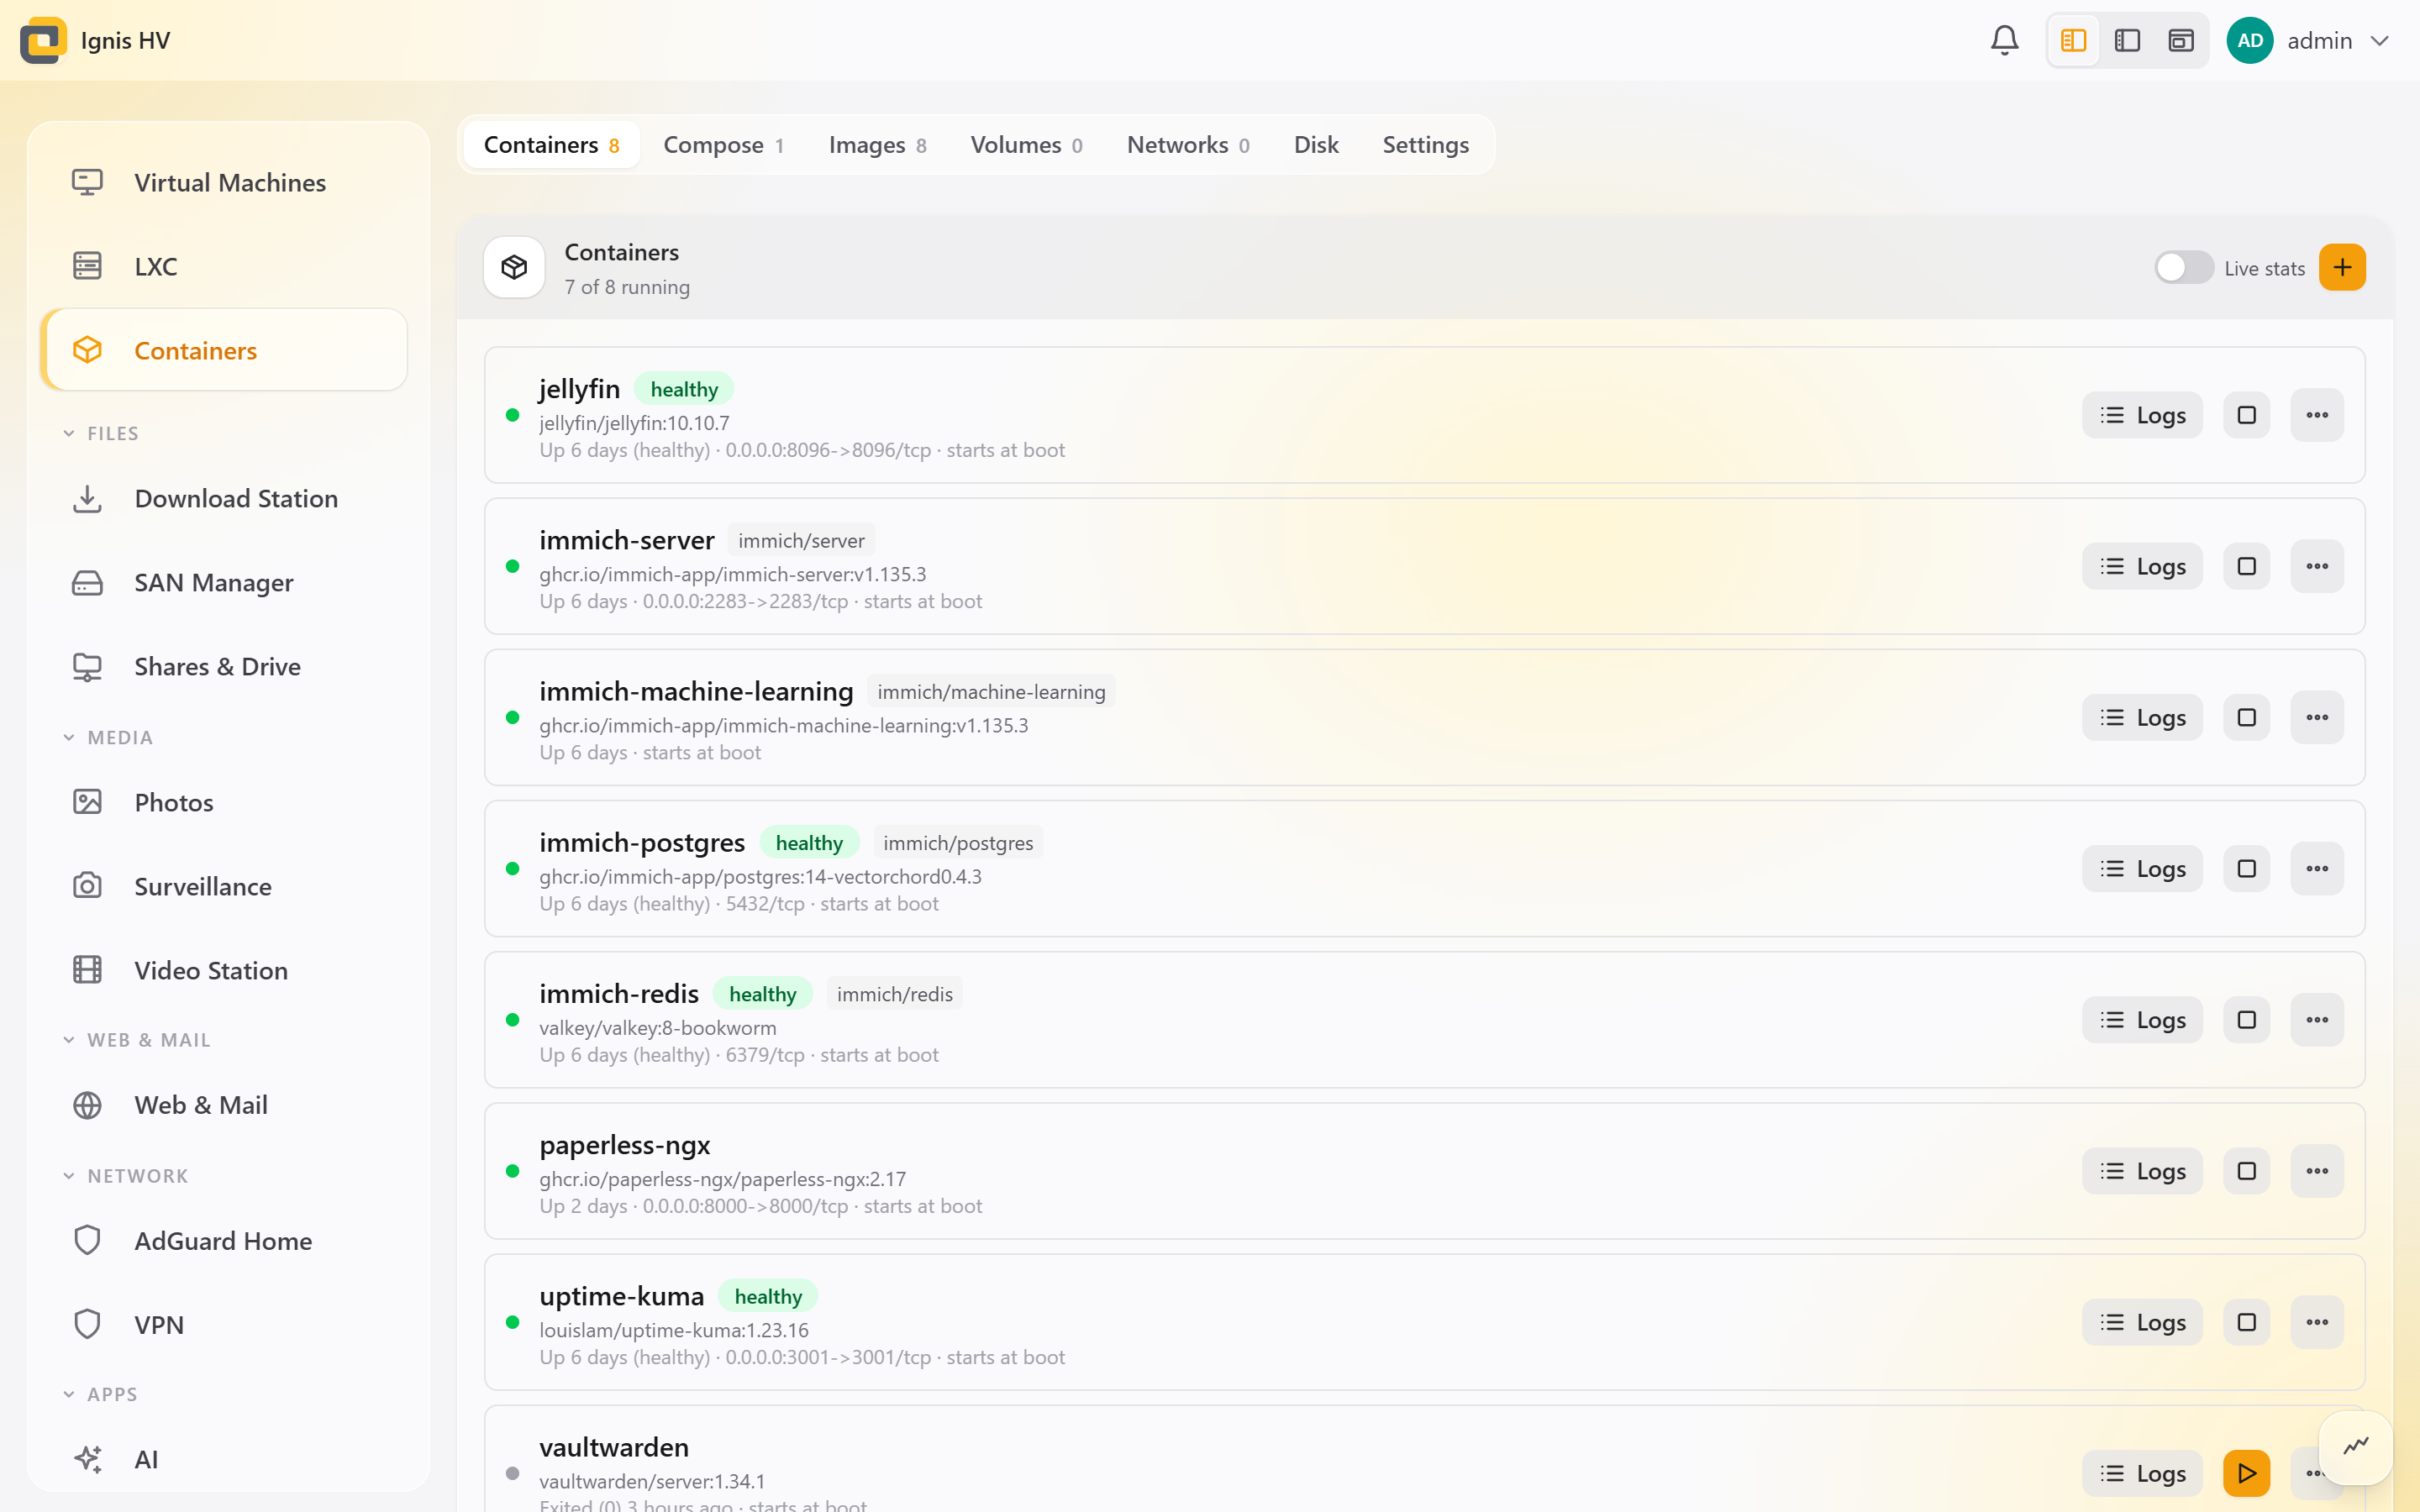 Ignis HV
AD
admin
Virtual Machines
LXC
Containers
FILES
Download Station
SAN Manager
Shares & Drive
MEDIA
Photos
Surveillance
Video Station
WEB & MAIL
Web & Mail
NETWORK
AdGuard Home
VPN
APPS
AI
Containers 8
Compose 1
Images 8
Volumes 0
Networks 0
Disk
Settings
Containers
7 of 8 running
Live stats
jellyfin healthy
jellyfin/jellyfin:10.10.7
Up 6 days (healthy) · 0.0.0.0:8096->8096/tcp · starts at boot
Logs
immich-server immich/server
ghcr.io/immich-app/immich-server:v1.135.3
Up 6 days · 0.0.0.0:2283->2283/tcp · starts at boot
Logs
immich-machine-learning immich/machine-learning
ghcr.io/immich-app/immich-machine-learning:v1.135.3
Up 6 days · starts at boot
Logs
immich-postgres healthy immich/postgres
ghcr.io/immich-app/postgres:14-vectorchord0.4.3
Up 6 days (healthy) · 5432/tcp · starts at boot
Logs
immich-redis healthy immich/redis
valkey/valkey:8-bookworm
Up 6 days (healthy) · 6379/tcp · starts at boot
Logs
paperless-ngx
ghcr.io/paperless-ngx/paperless-ngx:2.17
Up 2 days · 0.0.0.0:8000->8000/tcp · starts at boot
Logs
uptime-kuma healthy
louislam/uptime-kuma:1.23.16
Up 6 days (healthy) · 0.0.0.0:3001->3001/tcp · starts at boot
Logs
vaultwarden
vaultwarden/server:1.34.1
Exited (0) 3 hours ago · starts at boot
Logs